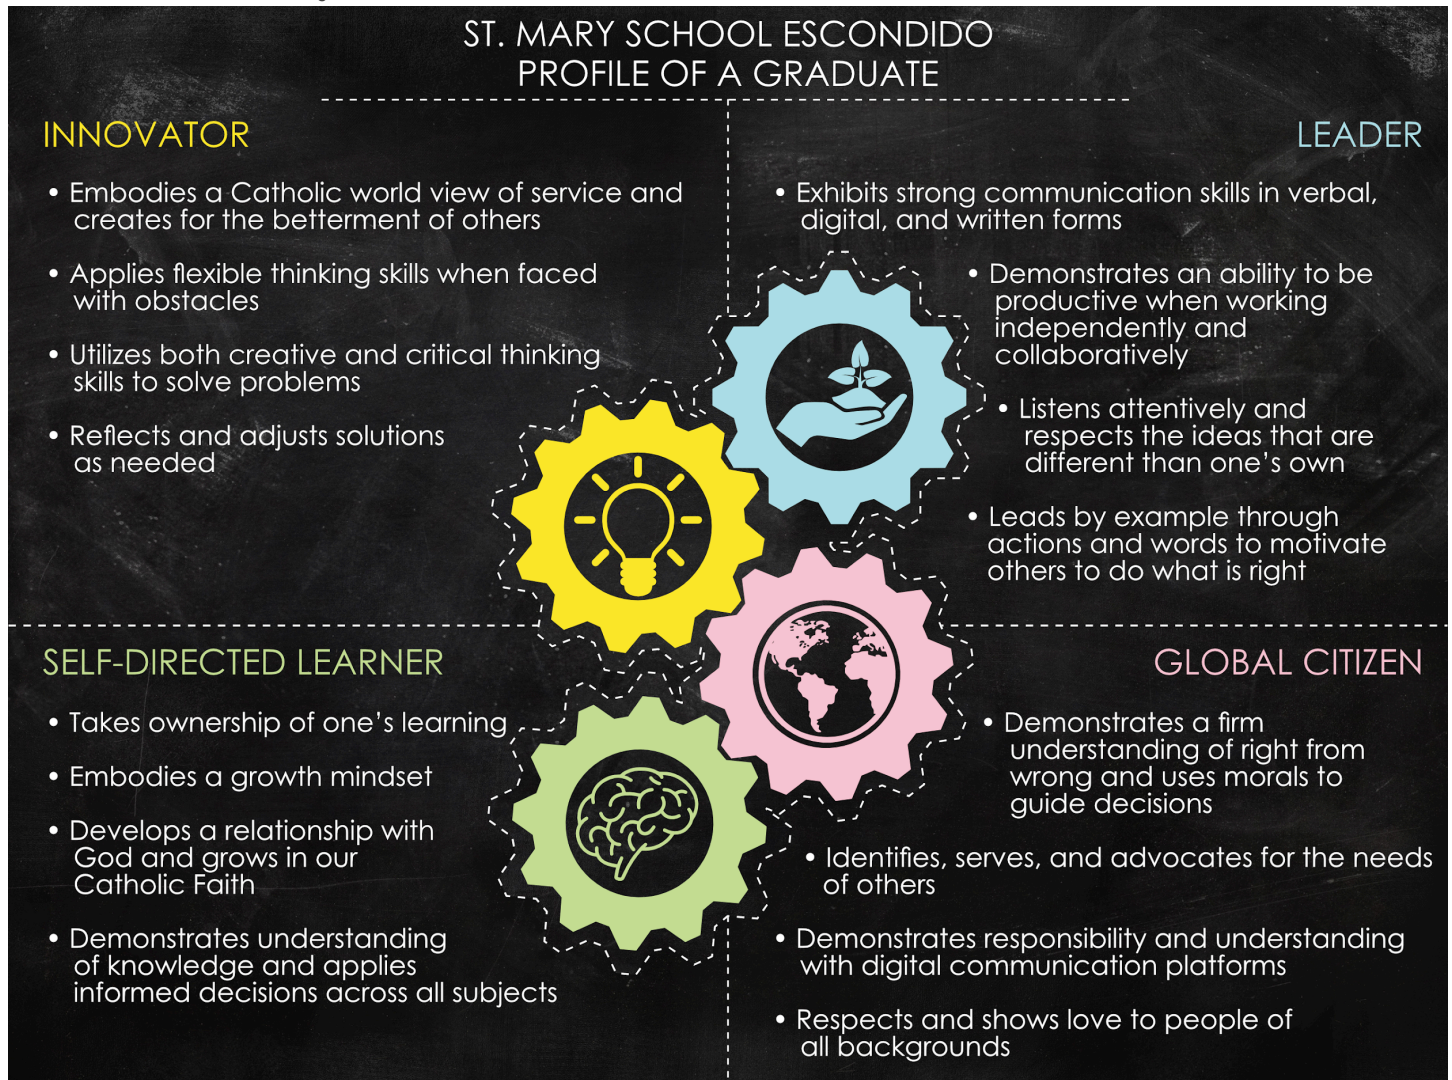 ST. MARY SCHOOL ESCONDIDO
PROFILE OF A GRADUATE
INNOVATOR
• Embodies a Catholic world view of service and
creates for the betterment of others
• Applies flexible thinking skills when faced
with obstacles
• Utilizes both creative and critical thinking
skills to solve problems
• Reflects and adjusts solutions
as needed
LEADER
• Exhibits strong communication skills in verbal,
digital, and written forms
• Demonstrates an ability to be
productive when working
independently and
collaboratively
• Listens attentively and
respects the ideas that are
different than one's own
• Leads by example through
actions and words to motivate
others to do what is right
SELF-DIRECTED LEARNER
• Takes ownership of one's learning
• Embodies a growth mindset
• Develops a relationship with
God and grows in our
Catholic Faith
• Demonstrates understanding
of knowledge and applies
informed decisions across all subjects
GLOBAL CITIZEN
• Demonstrates a firm
understanding of right from
wrong and uses morals to
guide decisions
• Identifies, serves, and advocates for the needs
of others
• Demonstrates responsibility and understanding
with digital communication platforms
• Respects and shows love to people of
all backgrounds